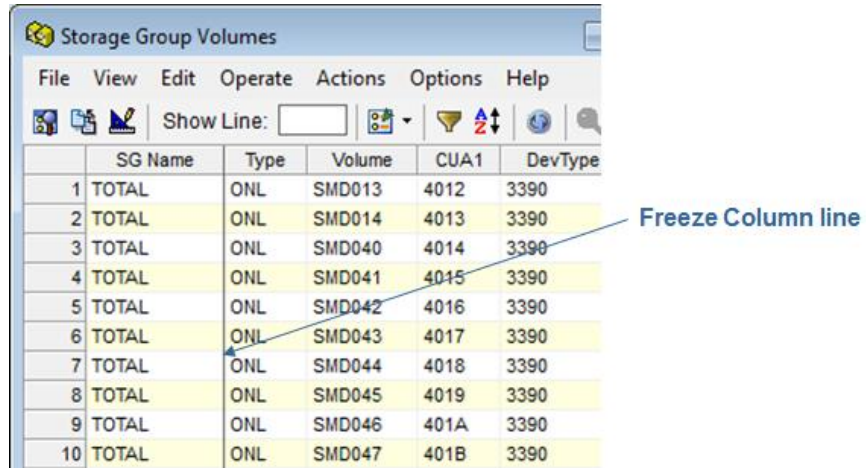 Storage Group Volumes
File View Edit Operate Actions Options Help
Show Line:
SG Name Type Volume CUA1 DevType
1 TOTAL ONL SMD013 4012 3390
2 TOTAL ONL SMD014 4013 3390
Freeze Column line
3 TOTAL ONL SMD040 4014 3390
4 TOTAL ONL SMD041 4015 3390
5 TOTAL ONL SMD042 4016 3390
6 TOTAL ONL SMD043 4017 3390
7 TOTAL ONL SMD044 4018 3390
8 TOTAL ONL SMD045 4019 3390
9 TOTAL ONL SMD046 401A 3390
10 TOTAL ONL SMD047 401B 3390